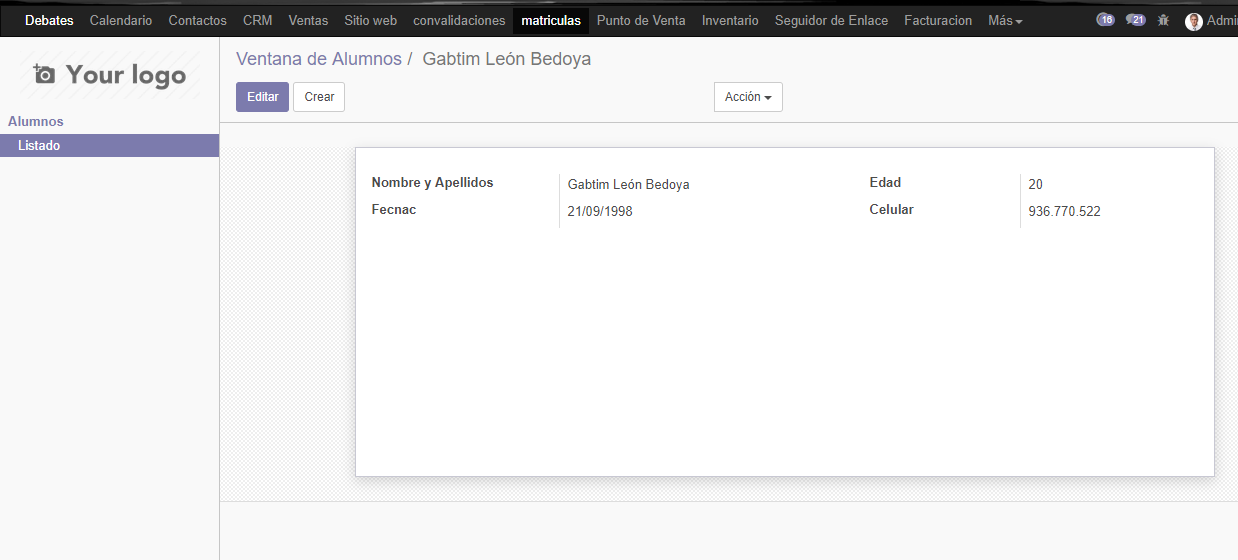 Debates Calendario Contactos CRM Ventas Sitio web convalidaciones matriculas Punto de Venta Inventario Seguidor de Enlace Facturacion Más 16 21 Admi
Your logo
Ventana de Alumnos / Gabtim León Bedoya
Editar Crear Acción
Alumnos
Listado
Nombre y Apellidos Gabtim León Bedoya Edad 20
Fecnac 21/09/1998 Celular 936.770.522